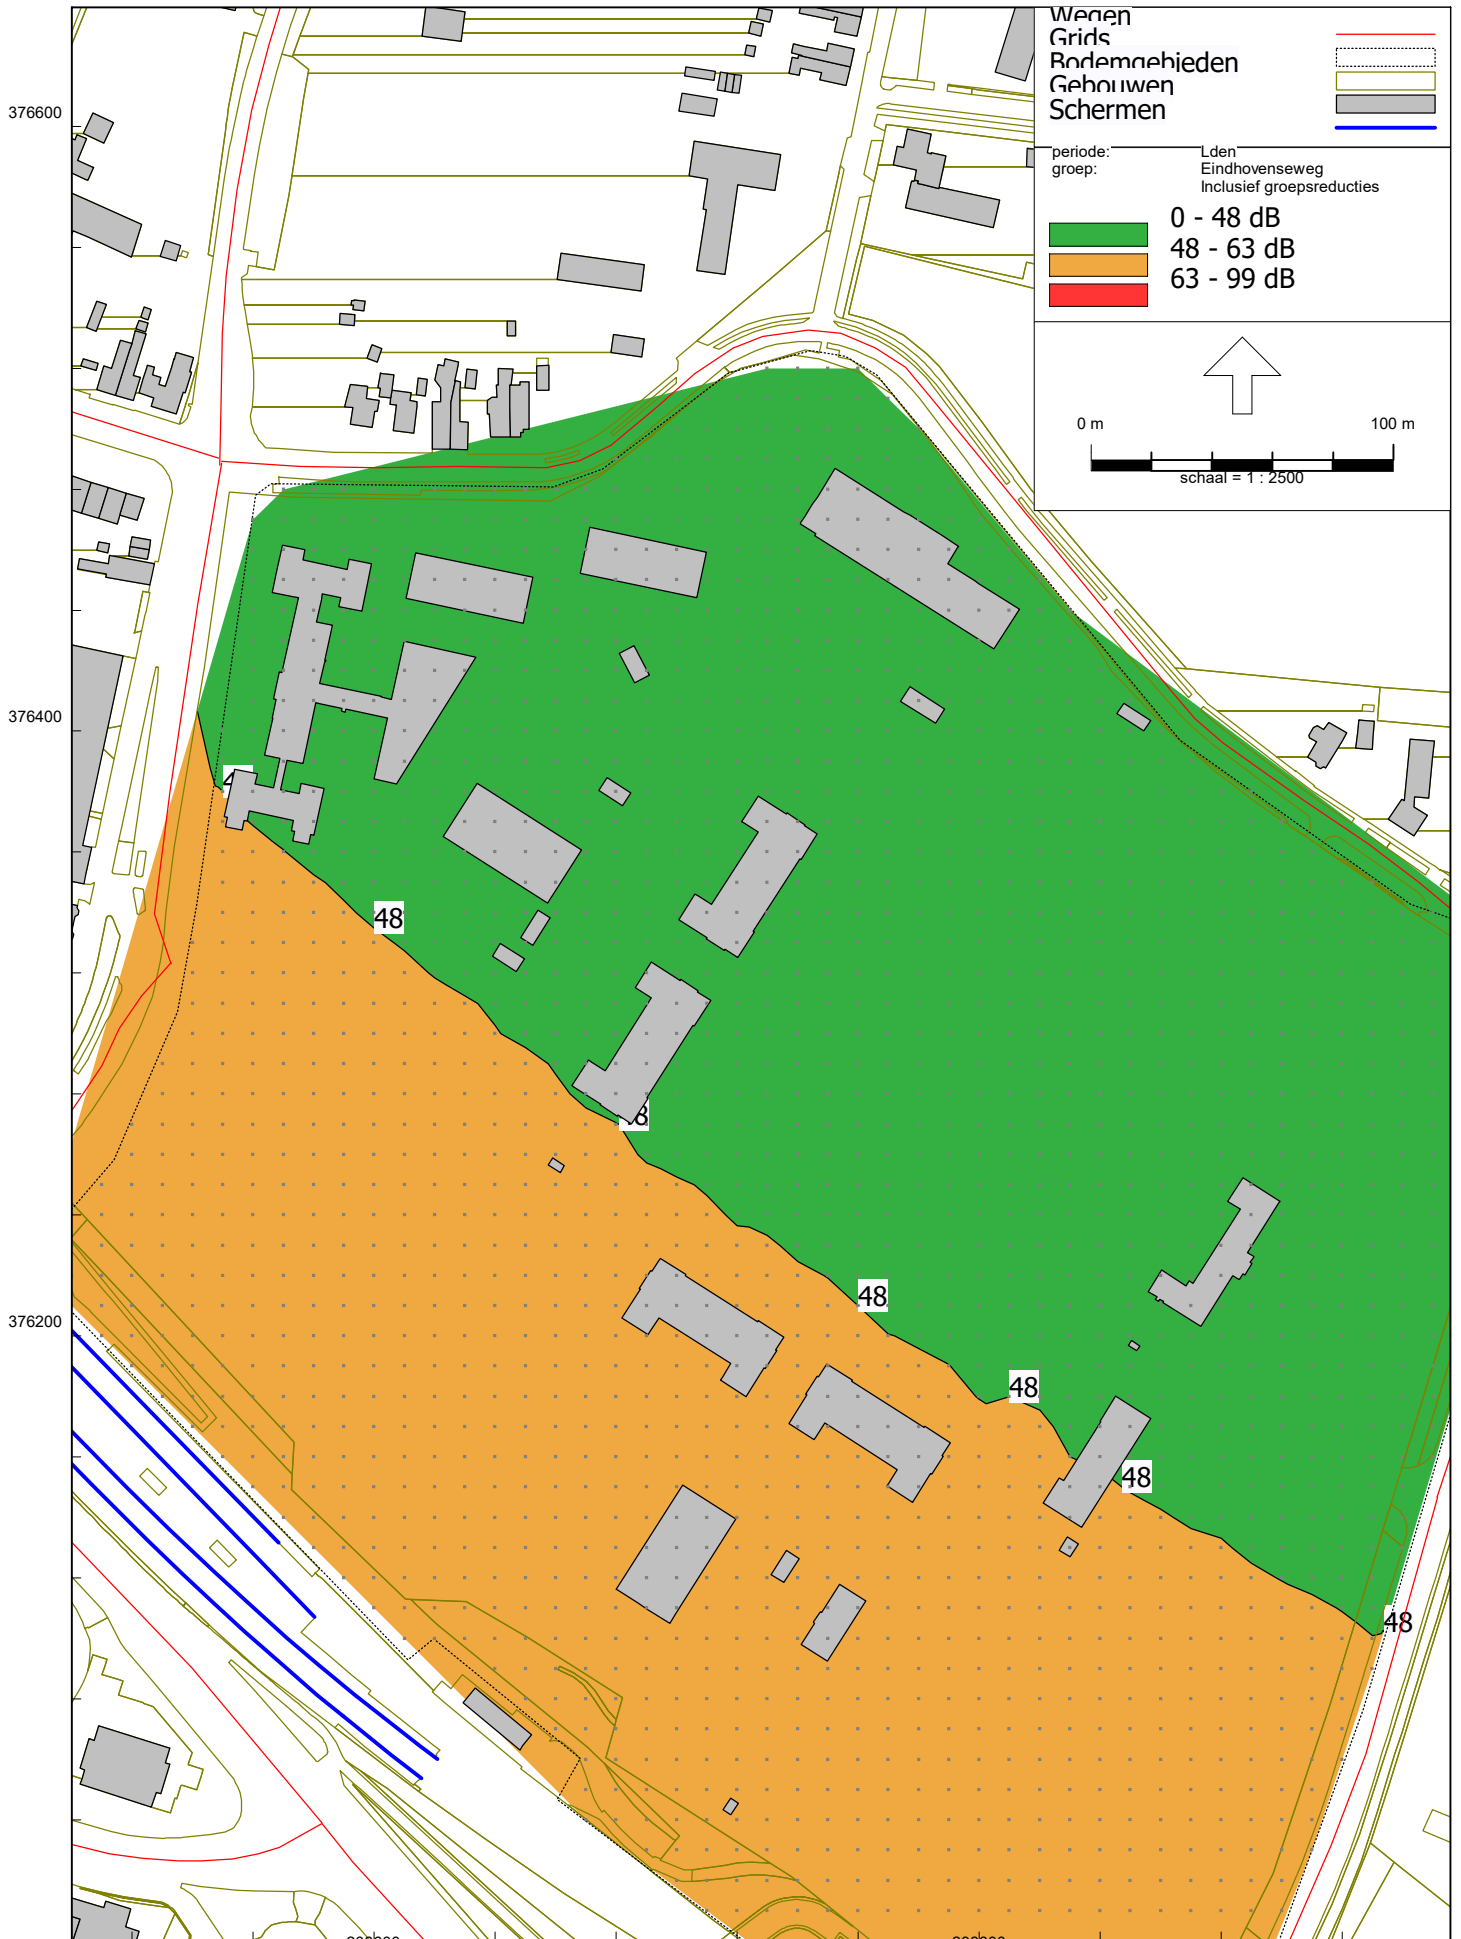 Wegen
Grids
Bodemgebieden
Gebouwen
Schermen
periode: Lden
groep: Eindhovenseweg
Inclusief groepsreducties
0 - 48 dB
48 - 63 dB
63 - 99 dB
0 m 100 m
schaal = 1 : 2500
376600
376400
48
48
376200
48
48
48